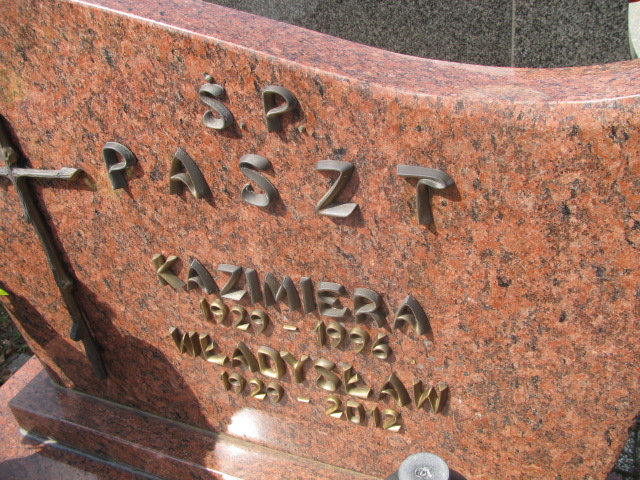 Ś.P.
PASZT
KAZIMIERA
1929 - 1996
WŁADYSŁAW
1929 - 2012